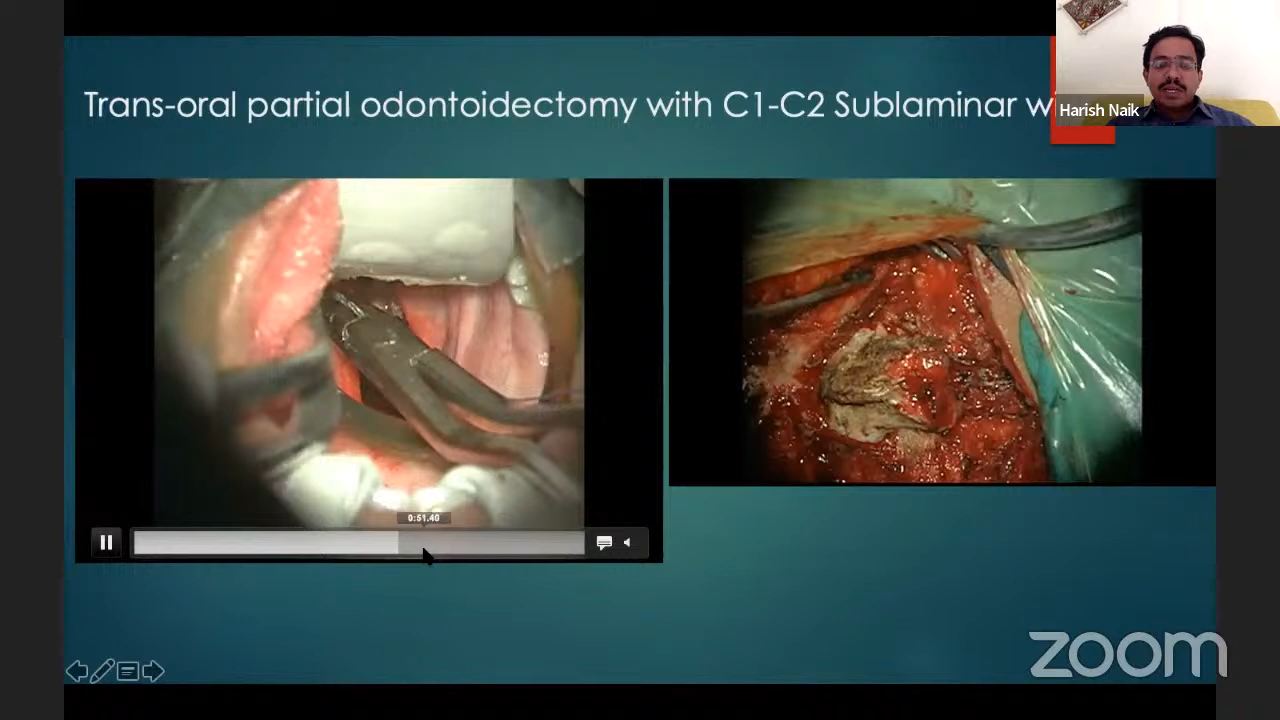 Trans-oral partial odontoidectomy with C1-C2 Sublaminar
Harish Naik
0:51.40
zoom